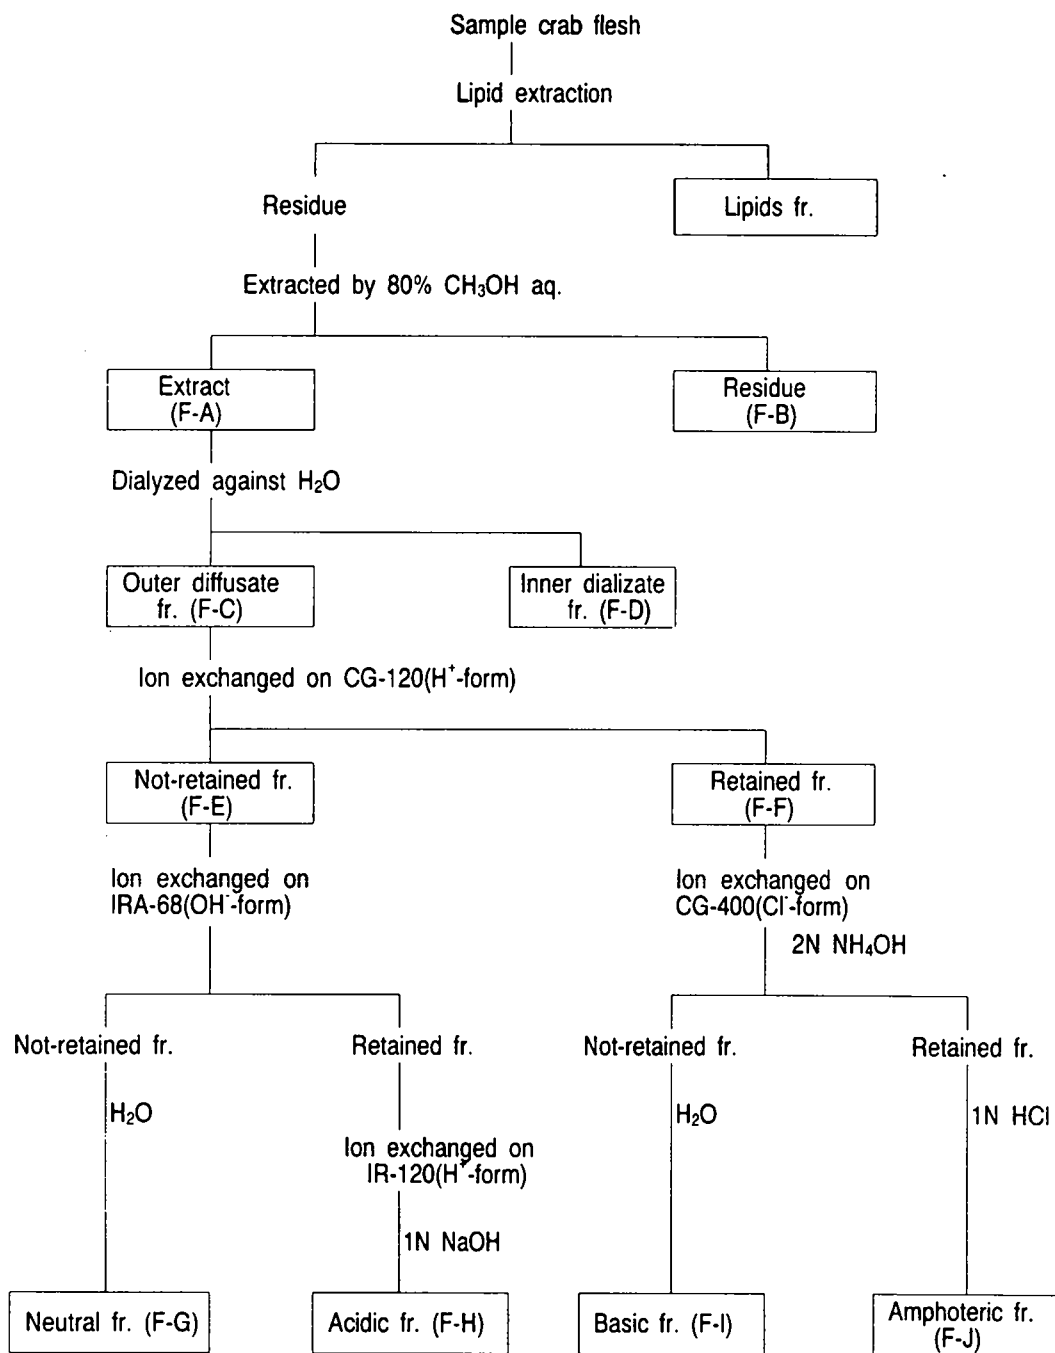 Sample crab flesh
Lipid extraction
Residue
Lipids fr.
Extracted by 80% CH₃OH aq.
Extract
(F-A)
Residue
(F-B)
Dialyzed against H₂O
Outer diffusate
fr. (F-C)
Inner dializate
fr. (F-D)
Ion exchanged on CG-120(H⁺-form)
Not-retained fr.
(F-E)
Retained fr.
(F-F)
Ion exchanged on
IRA-68(OH⁻-form)
Ion exchanged on
CG-400(Cl⁻-form)
2N NH₄OH
Not-retained fr.
Retained fr.
Not-retained fr.
Retained fr.
H₂O
H₂O
1N HCl
Ion exchanged on
IR-120(H⁺-form)
1N NaOH
Neutral fr. (F-G)
Acidic fr. (F-H)
Basic fr. (F-I)
Amphoteric fr.
(F-J)